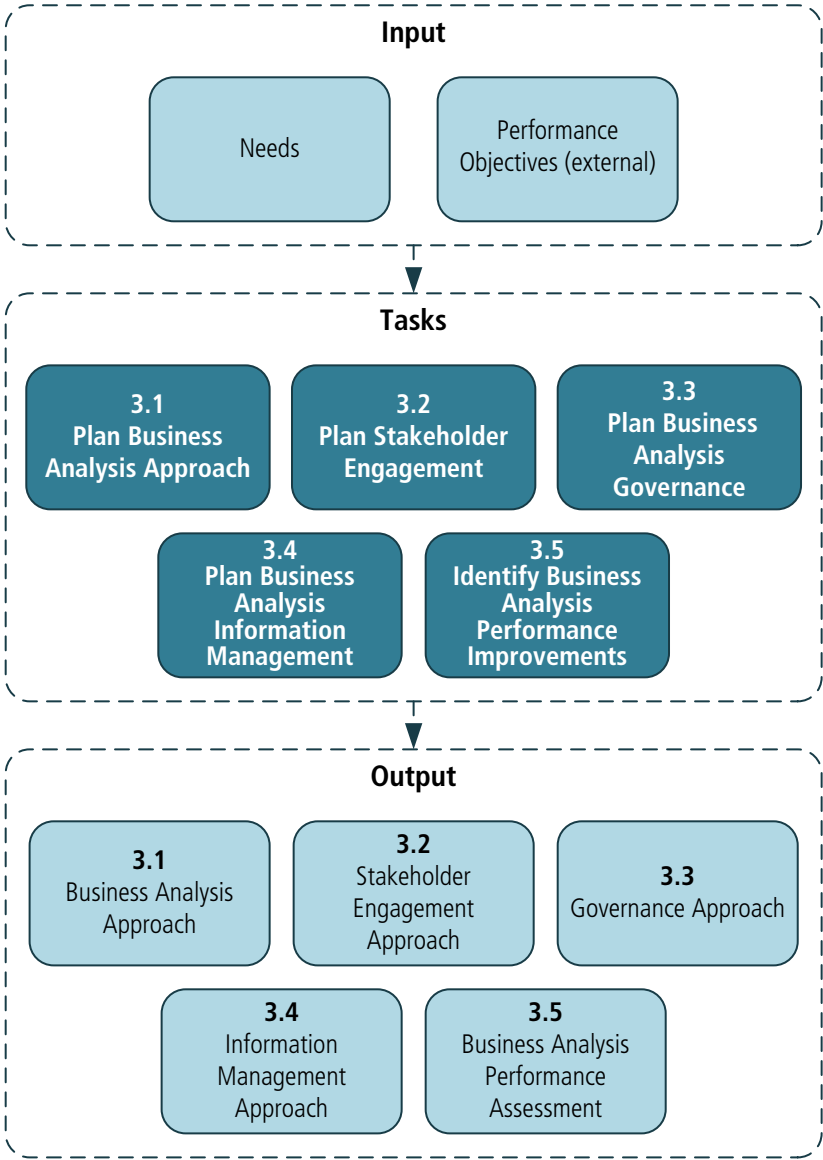 Input
Needs
Performance
Objectives (external)
Tasks
3.1
Plan Business
Analysis Approach
3.2
Plan Stakeholder
Engagement
3.3
Plan Business
Analysis
Governance
3.4
Plan Business
Analysis
Information
Management
3.5
Identify Business
Analysis
Performance
Improvements
Output
3.1
Business Analysis
Approach
3.2
Stakeholder
Engagement
Approach
3.3
Governance Approach
3.4
Information
Management
Approach
3.5
Business Analysis
Performance
Assessment